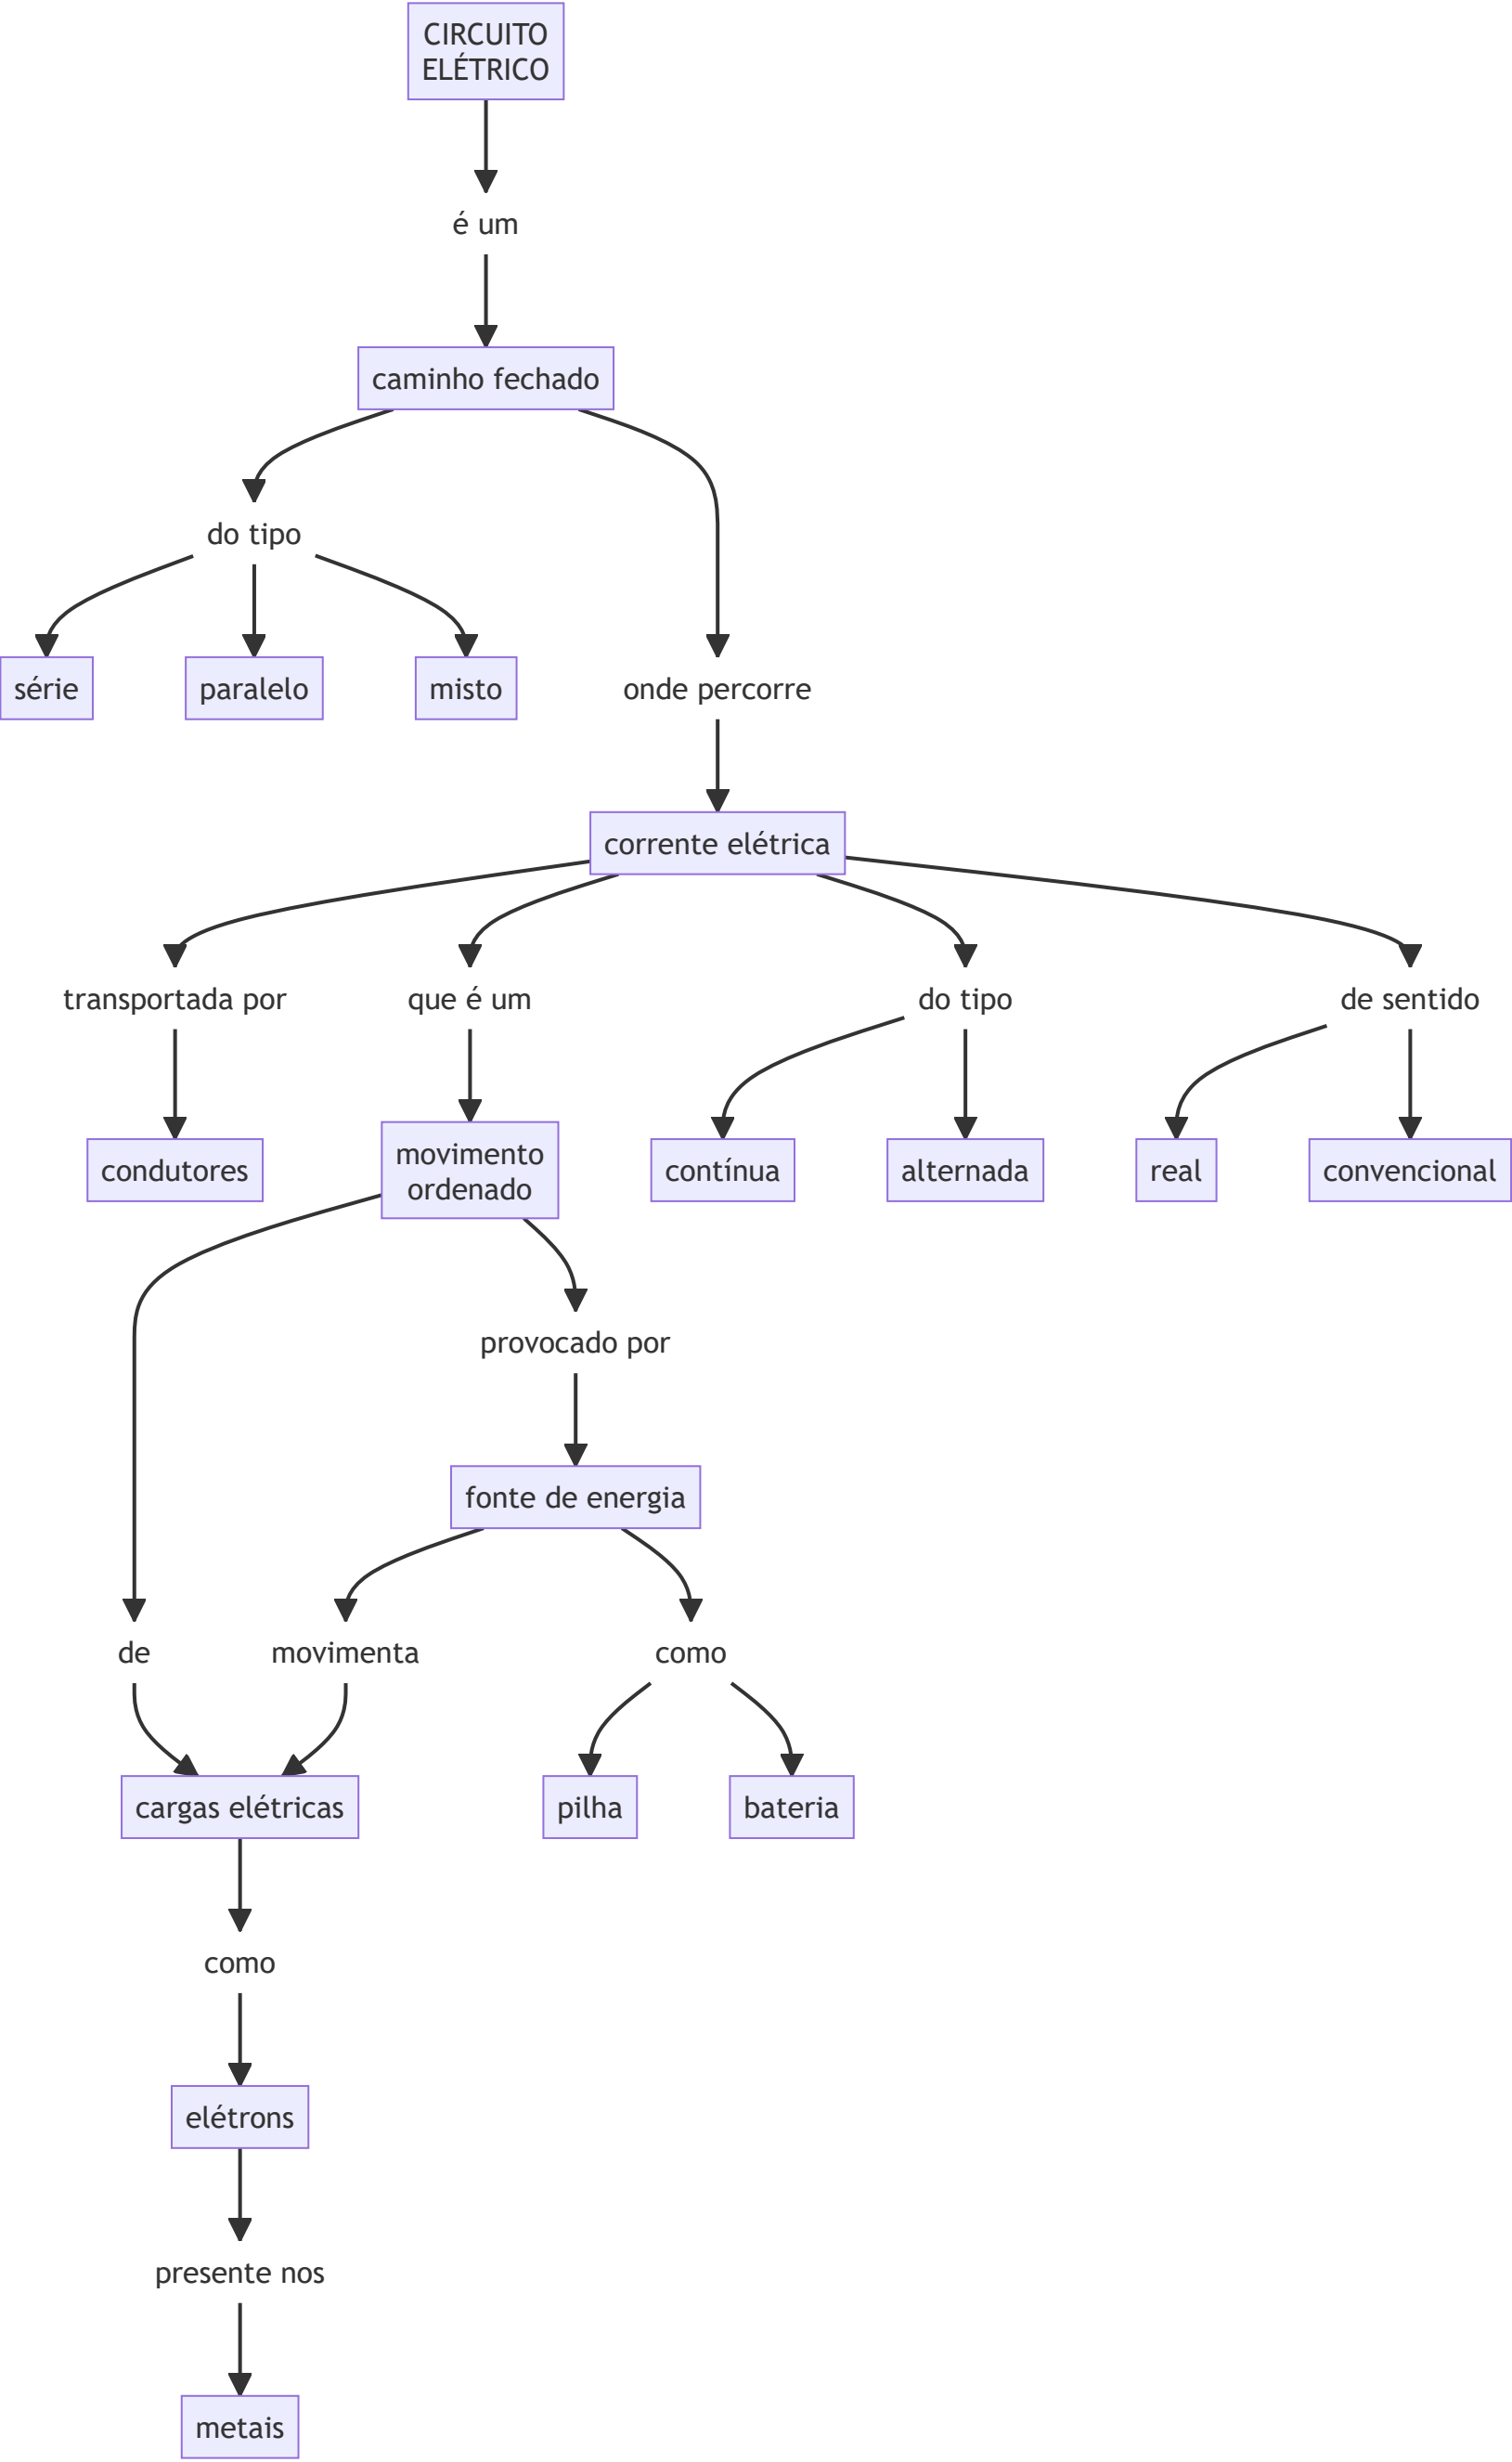 CIRCUITO
ELÉTRICO
é um
caminho fechado
do tipo
série
paralelo
misto
onde percorre
corrente elétrica
transportada por
que é um
do tipo
de sentido
condutores
movimento
ordenado
contínua
alternada
real
convencional
provocado por
fonte de energia
de
movimenta
como
cargas elétricas
pilha
bateria
como
elétrons
presente nos
metais